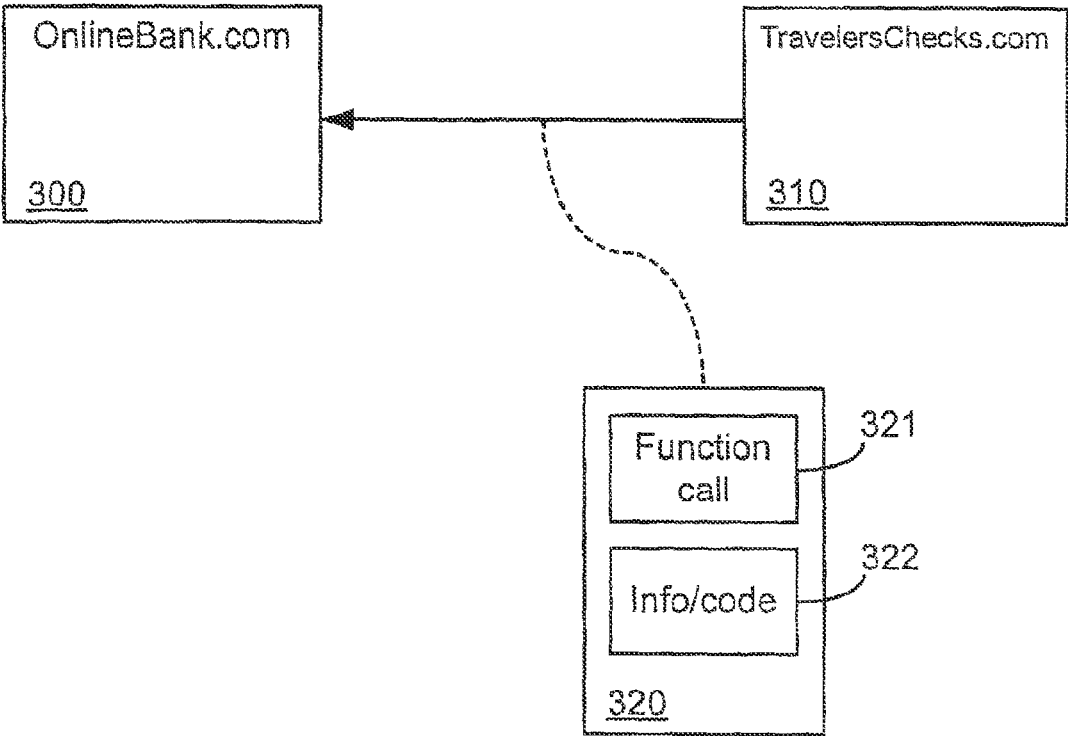 OnlineBank.com
300
TravelersChecks.com
310
Function
call
321
Info/code
322
320